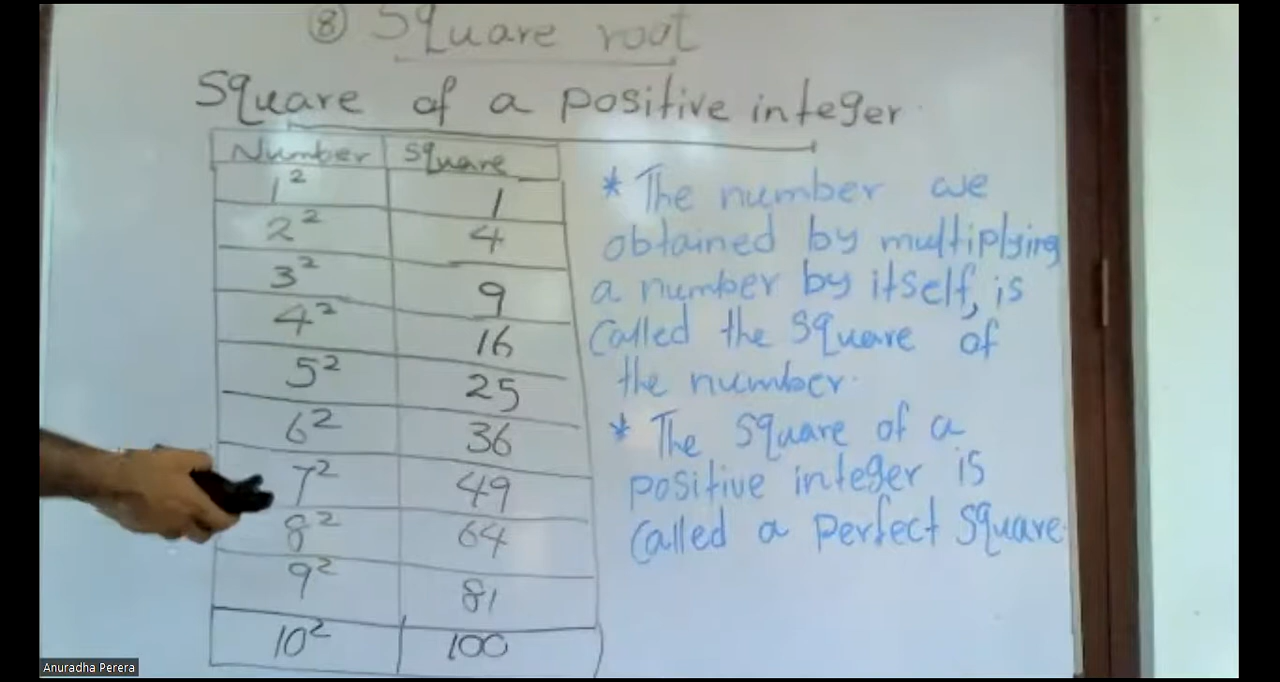 ⑧ Square root
Square of a positive integer.
Number Square
1² 1
2² 4
3² 9
4² 16
5² 25
6² 36
7² 49
8² 64
9² 81
10² 100
* The number we
obtained by multiplying
a number by itself, is
called the square of
the number.
* The square of a
positive integer is
called a perfect square.
Anuradha Perera